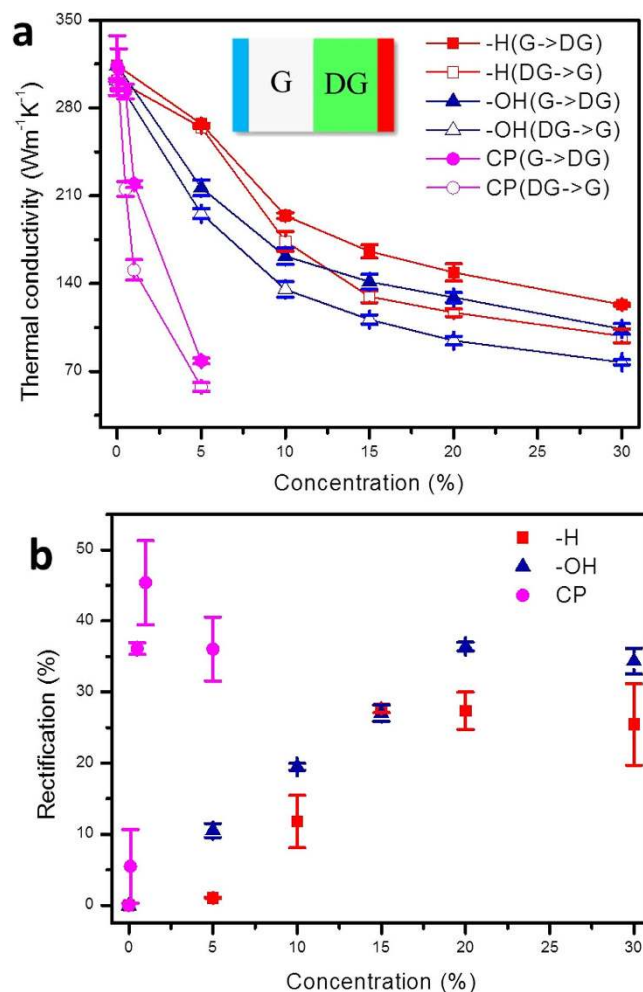 a
350
280
210
140
70
Thermal conductivity (Wm⁻¹K⁻¹)
G DG
-H(G->DG)
-H(DG->G)
-OH(G->DG)
-OH(DG->G)
CP(G->DG)
CP(DG->G)
0 5 10 15 20 25 30
Concentration (%)
b
50
40
30
20
10
0
Rectification (%)
-H
-OH
CP
0 5 10 15 20 25 30
Concentration (%)